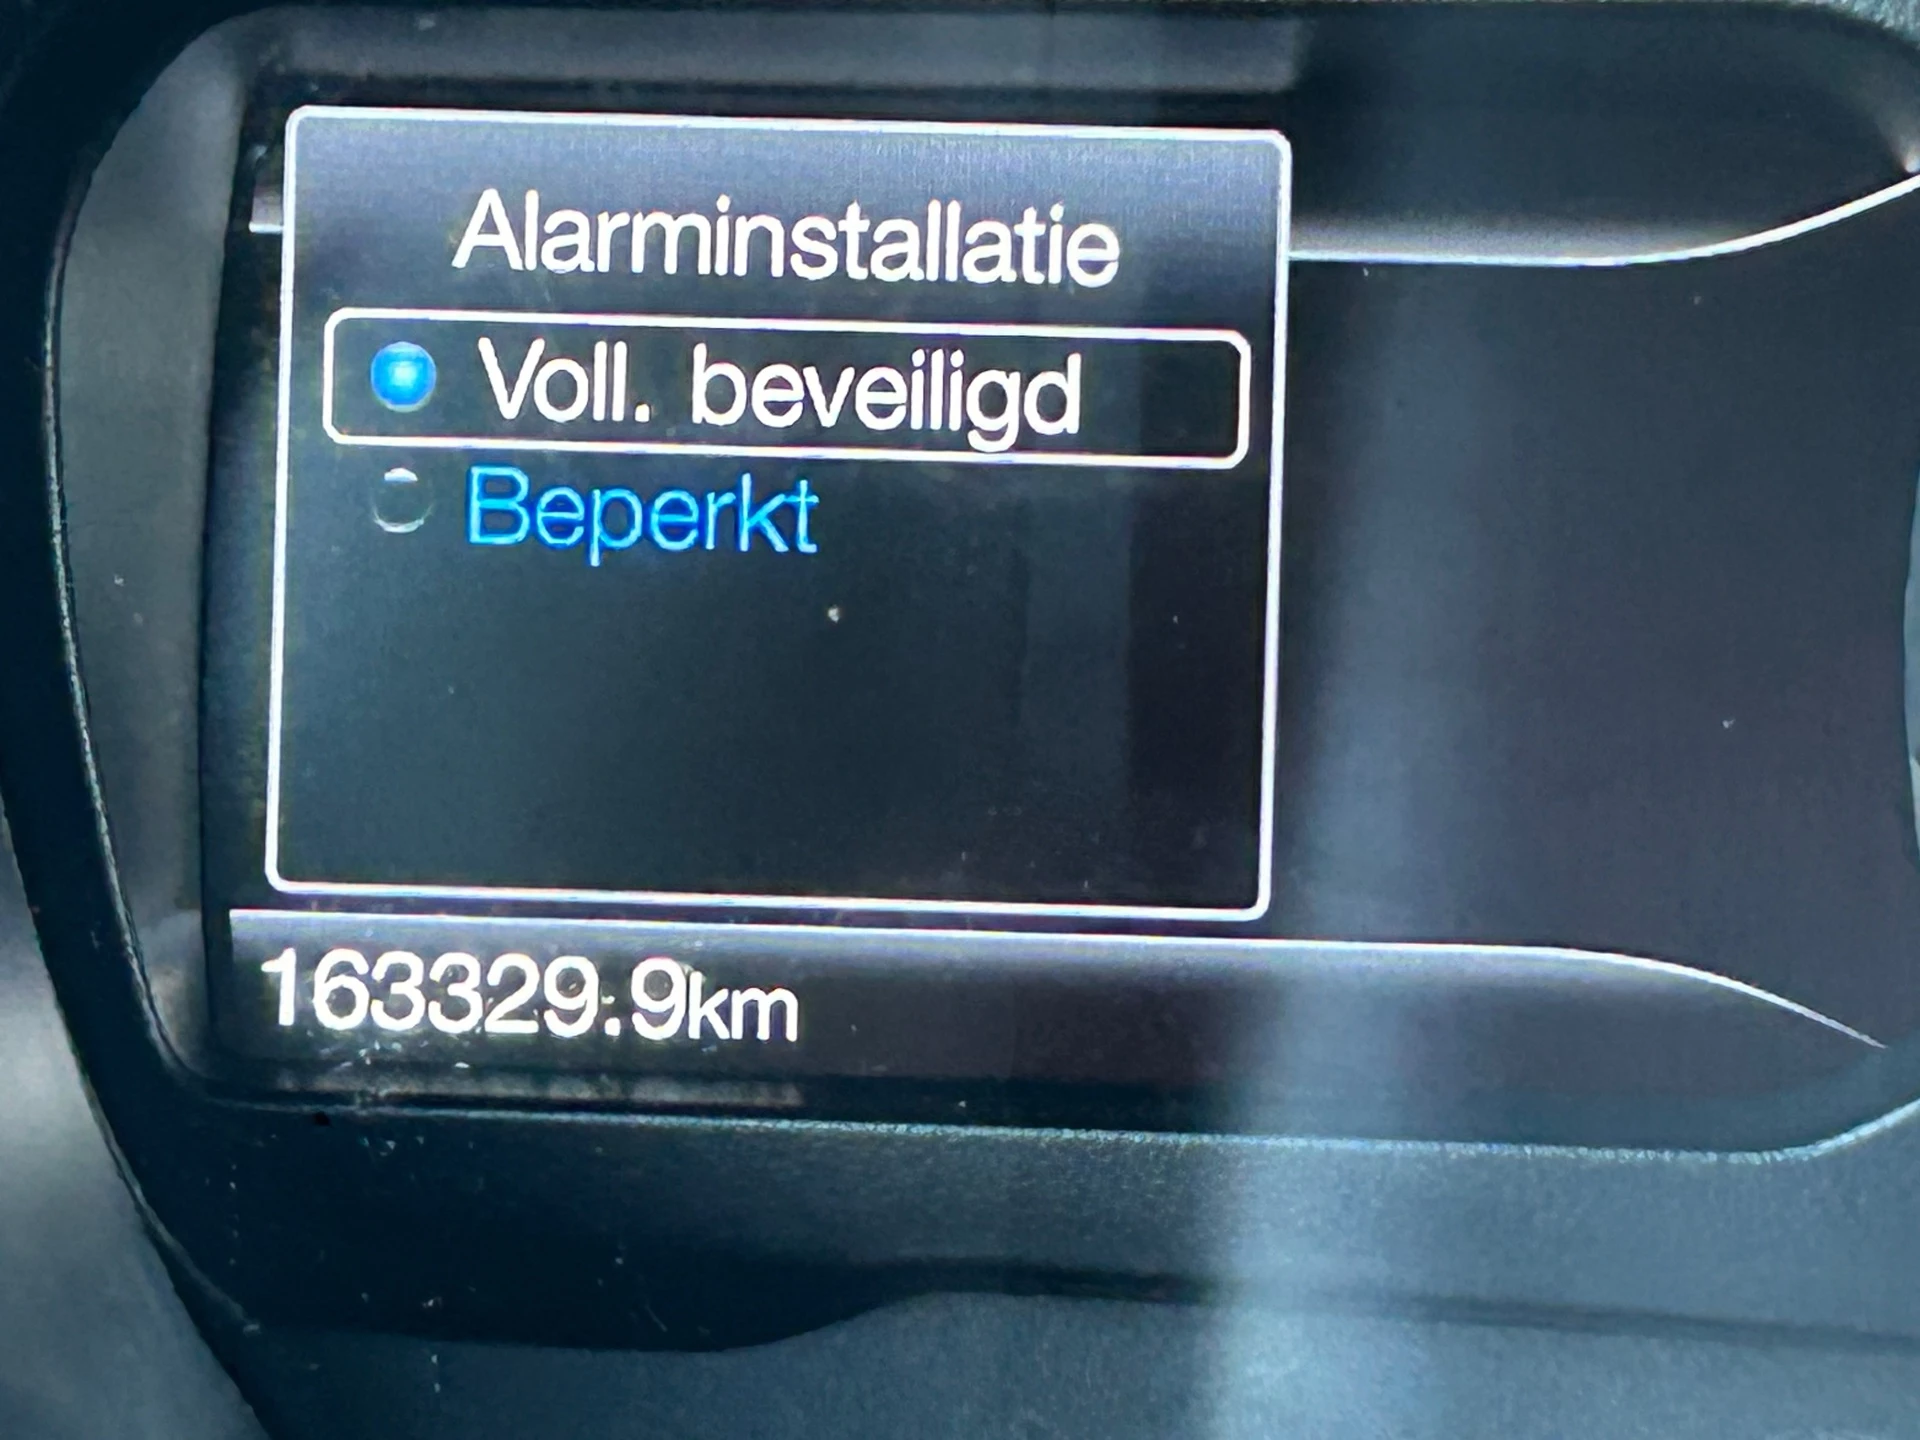 Alarminstallatie
Voll. beveiligd
Beperkt
163329.9km